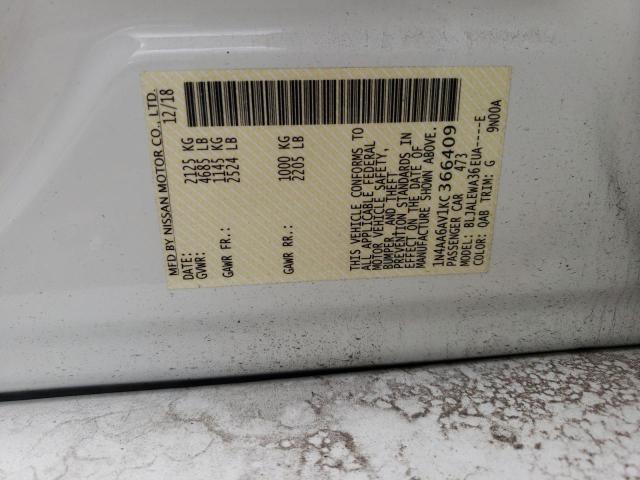 MFD BY NISSAN MOTOR CO., LTD.
DATE: 12/18
GVWR: 2125 KG
4685 LB
GAWR FR.: 1145 KG
2524 LB
GAWR RR.: 1000 KG
2205 LB
THIS VEHICLE CONFORMS TO
ALL APPLICABLE FEDERAL
MOTOR VEHICLE SAFETY,
BUMPER, AND THEFT
PREVENTION STANDARDS IN
EFFECT ON THE DATE OF
MANUFACTURE SHOWN ABOVE.
1N4AA6AV1KC366409
PASSENGER CAR 473
MODEL: BLJALEWA36EUA----E
COLOR: QAB TRIM: G 9N00A